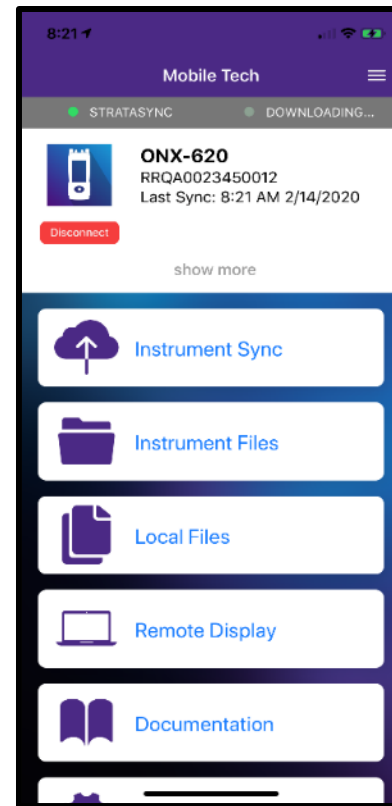 8:21
Mobile Tech
STRATASYNC DOWNLOADING...
ONX-620
RRQA0023450012
Last Sync: 8:21 AM 2/14/2020
Disconnect
show more
Instrument Sync
Instrument Files
Local Files
Remote Display
Documentation